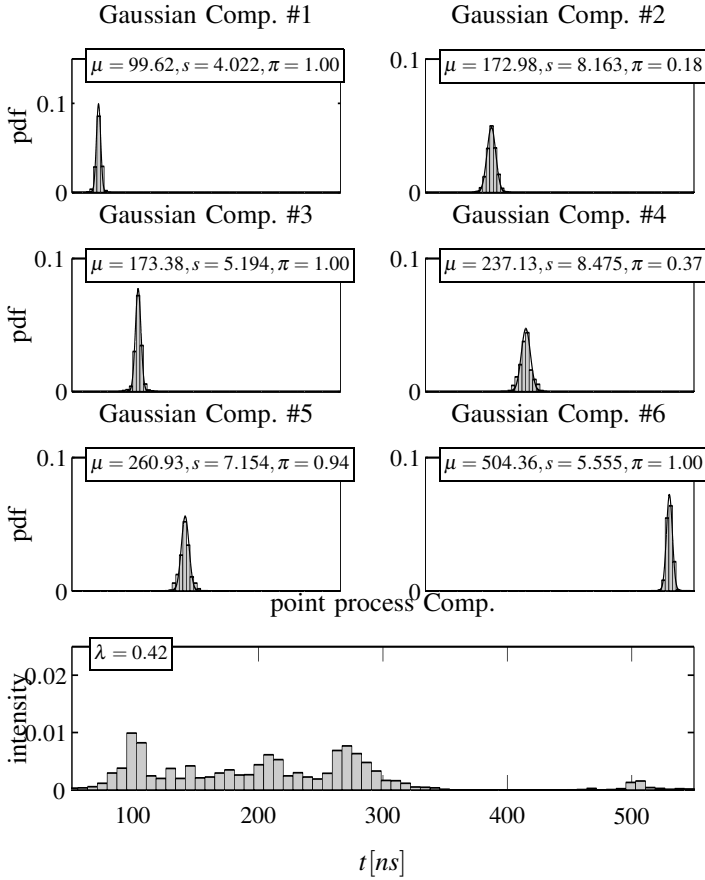 Gaussian Comp. #1
Gaussian Comp. #2
μ = 99.62, s = 4.022, π = 1.00
μ = 172.98, s = 8.163, π = 0.18
0.1
0
pdf
0.1
0
Gaussian Comp. #3
Gaussian Comp. #4
μ = 173.38, s = 5.194, π = 1.00
μ = 237.13, s = 8.475, π = 0.37
0.1
0
pdf
0.1
0
Gaussian Comp. #5
Gaussian Comp. #6
μ = 260.93, s = 7.154, π = 0.94
μ = 504.36, s = 5.555, π = 1.00
0.1
0
pdf
0.1
0
point process Comp.
λ = 0.42
0.02
0.01
0
intensity
100 200 300 400 500
t[ns]